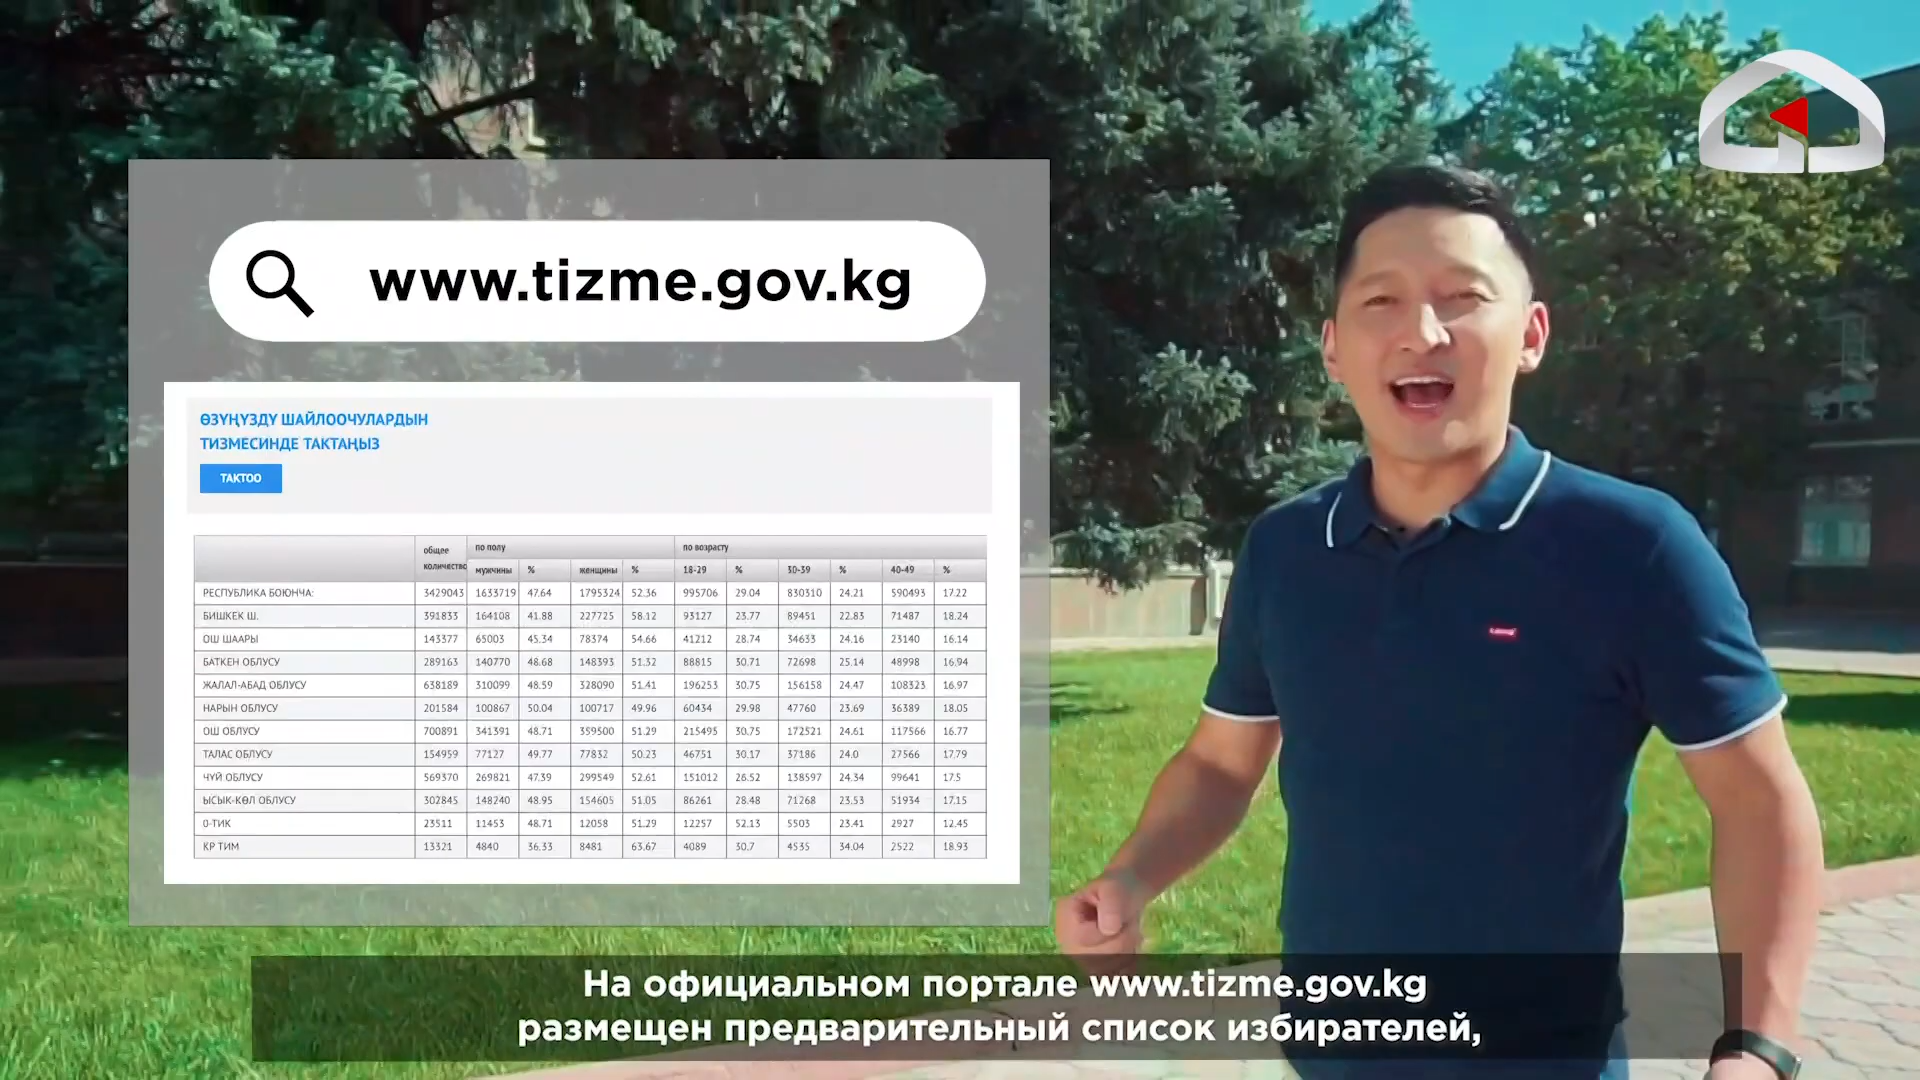 www.tizme.gov.kg
ӨЗҮҢҮЗДҮ ШАЙЛООЧУЛАРДЫН
ТИЗМЕСИНДЕ ТАКТАҢЫЗ
ТАКТОО
общее количество по полу по возрасту
мужчины % женщины % 18-29 % 30-39 % 40-49 %
РЕСПУБЛИКА БОЮНЧА: 3429043 1633719 47.64 1795324 52.36 995706 29.04 830310 24.21 590493 17.22
БИШКЕК Ш. 391833 164108 41.88 227725 58.12 93127 23.77 89451 22.83 71487 18.24
ОШ ШААРЫ 143377 65003 45.34 78374 54.66 41212 28.74 34633 24.16 23140 16.14
БАТКЕН ОБЛУСУ 289163 140770 48.68 148393 51.32 88815 30.71 72698 25.14 48998 16.94
ЖАЛАЛ-АБАД ОБЛУСУ 638189 310099 48.59 328090 51.41 196253 30.75 156158 24.47 108323 16.97
НАРЫН ОБЛУСУ 201584 100867 50.04 100717 49.96 60434 29.98 47760 23.69 36389 18.05
ОШ ОБЛУСУ 700891 341391 48.71 359500 51.29 215495 30.75 172521 24.61 117566 16.77
ТАЛАС ОБЛУСУ 154959 77127 49.77 77832 50.23 46751 30.17 37186 24.0 27566 17.79
ЧҮЙ ОБЛУСУ 569370 269821 47.39 299549 52.61 151012 26.52 138597 24.34 99641 17.5
ЫСЫК-КӨЛ ОБЛУСУ 302845 148240 48.95 154605 51.05 86261 28.48 71268 23.53 51934 17.15
0-ТИК 23511 11453 48.71 12058 51.29 12257 52.13 5503 23.41 2927 12.45
КР ТИМ 13321 4840 36.33 8481 63.67 4089 30.7 4535 34.04 2522 18.93
На официальном портале www.tizme.gov.kg
размещен предварительный список избирателей,